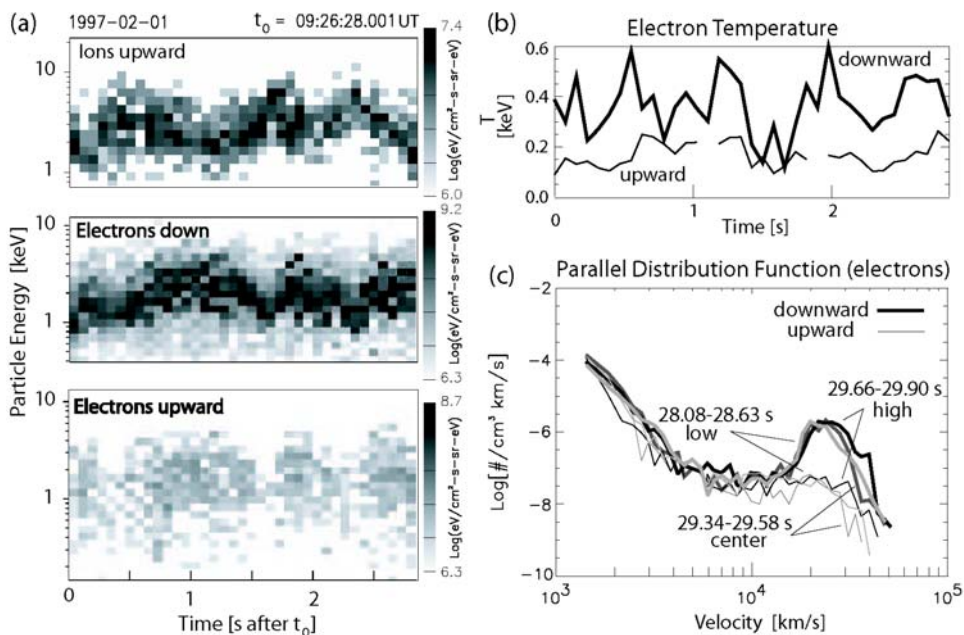 (a) 1997-02-01 t₀ = 09:26:28.001 UT
Ions upward
10
1
7.4
Log(eV/cm²-s-sr-eV)
6.0
Electrons down
1
9.2
Log(eV/cm²-s-sr-eV)
6.3
Electrons upward
10
1
8.7
Log(eV/cm²-s-sr-eV)
6.3
Particle Energy [keV]
0 1 2
Time [s after t₀]
(b) Electron Temperature
0.6
0.4
0.2
0.0
T
[keV]
downward
upward
0 1 2
Time [s]
(c) Parallel Distribution Function (electrons)
−2
−4
−6
−8
−10
Log[#/cm³ km/s]
downward
upward
29.66-29.90 s
high
28.08-28.63 s
low
29.34-29.58 s
center
10³ 10⁴ 10⁵
Velocity [km/s]